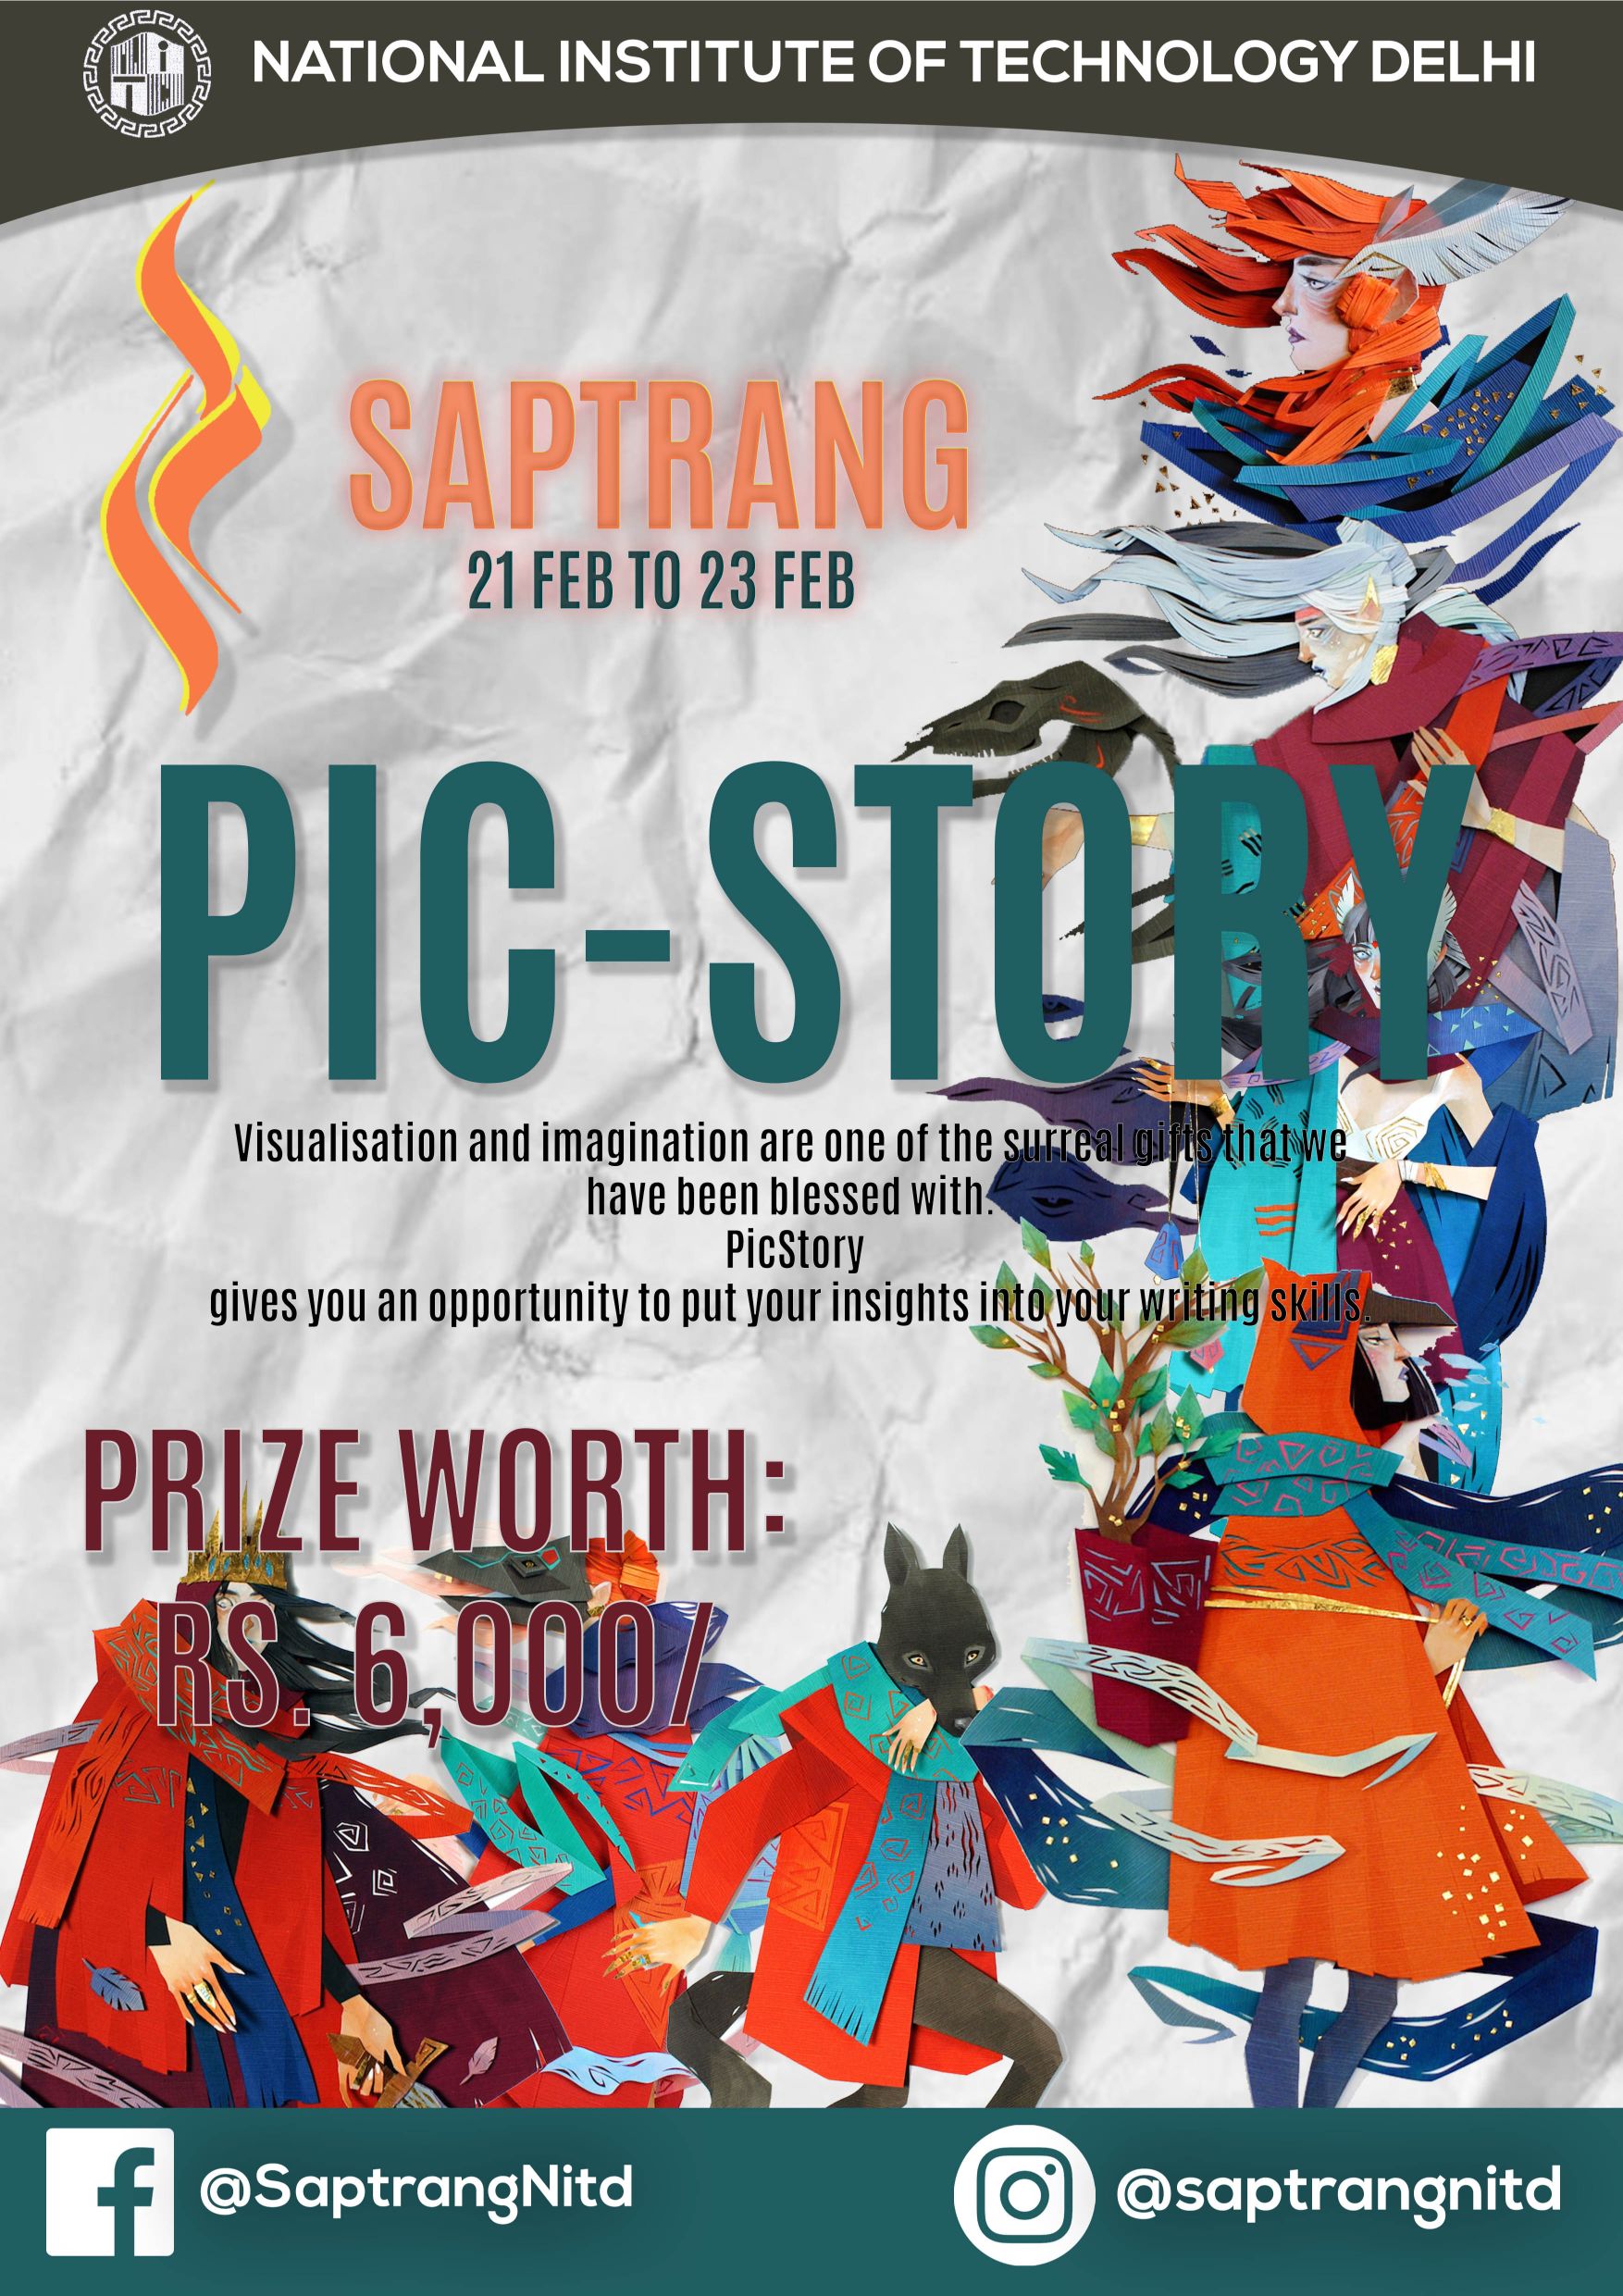 NATIONAL INSTITUTE OF TECHNOLOGY DELHI
SAPTRANG
21 FEB TO 23 FEB
PIC-STORY
Visualisation and imagination are one of the surreal gifts that we
have been blessed with.
PicStory
gives you an opportunity to put your insights into your writing skills.
PRIZE WORTH:
RS. 6,000/
@SaptrangNitd
@saptrangnitd